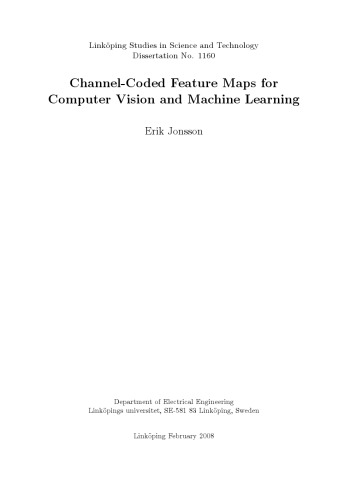 Linköping Studies in Science and Technology
Dissertation No. 1160
Channel-Coded Feature Maps for
Computer Vision and Machine Learning
Erik Jonsson
Department of Electrical Engineering
Linköpings universitet, SE-581 83 Linköping, Sweden
Linköping February 2008